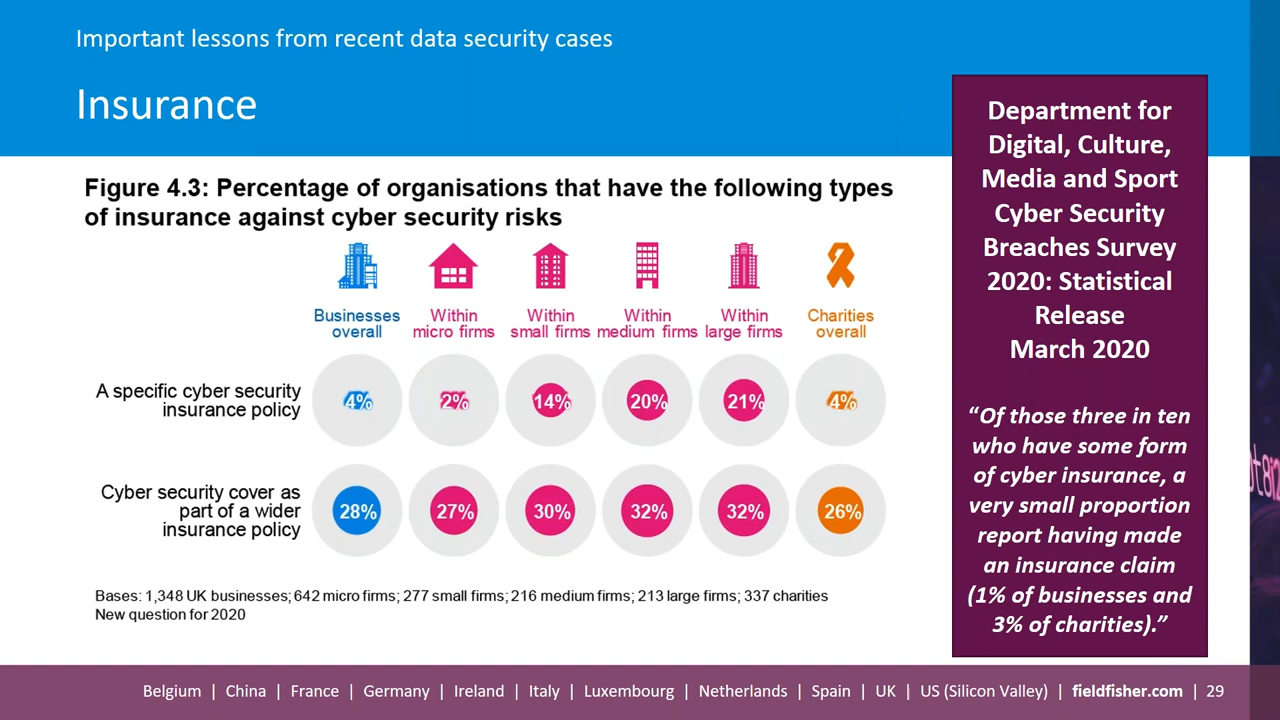 Important lessons from recent data security cases
Insurance
Figure 4.3: Percentage of organisations that have the following types
of insurance against cyber security risks
Businesses overall
Within micro firms
Within small firms
Within medium firms
Within large firms
Charities overall
A specific cyber security
insurance policy
4% 2% 14% 20% 21% 4%
Cyber security cover as
part of a wider
insurance policy
28% 27% 30% 32% 32% 26%
Bases: 1,348 UK businesses; 642 micro firms; 277 small firms; 216 medium firms; 213 large firms; 337 charities
New question for 2020
Department for
Digital, Culture,
Media and Sport
Cyber Security
Breaches Survey
2020: Statistical
Release
March 2020
“Of those three in ten
who have some form
of cyber insurance, a
very small proportion
report having made
an insurance claim
(1% of businesses and
3% of charities).”
Belgium | China | France | Germany | Ireland | Italy | Luxembourg | Netherlands | Spain | UK | US (Silicon Valley) | fieldfisher.com | 29